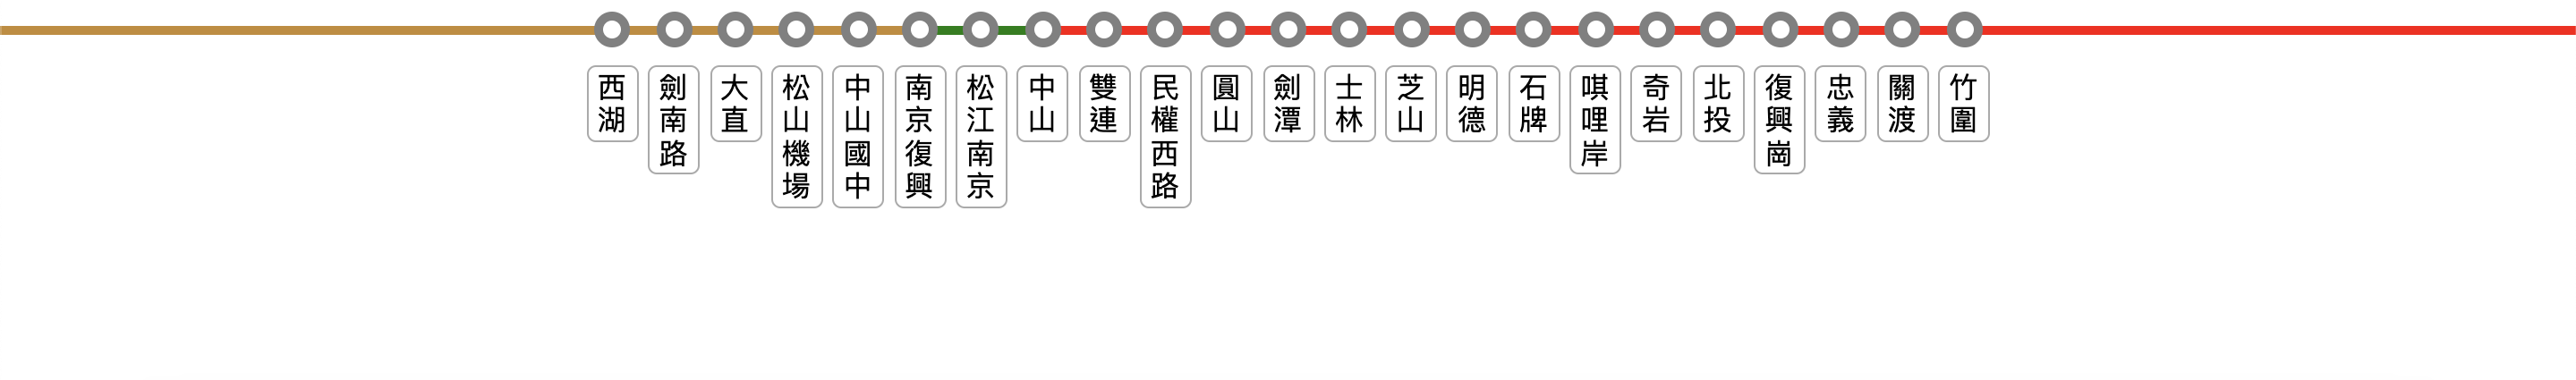 西湖
劍南路
大直
松山機場
中山國中
南京復興
松江南京
中山
雙連
民權西路
圓山
劍潭
士林
芝山
明德
石牌
唭哩岸
奇岩
北投
復興崗
忠義
關渡
竹圍